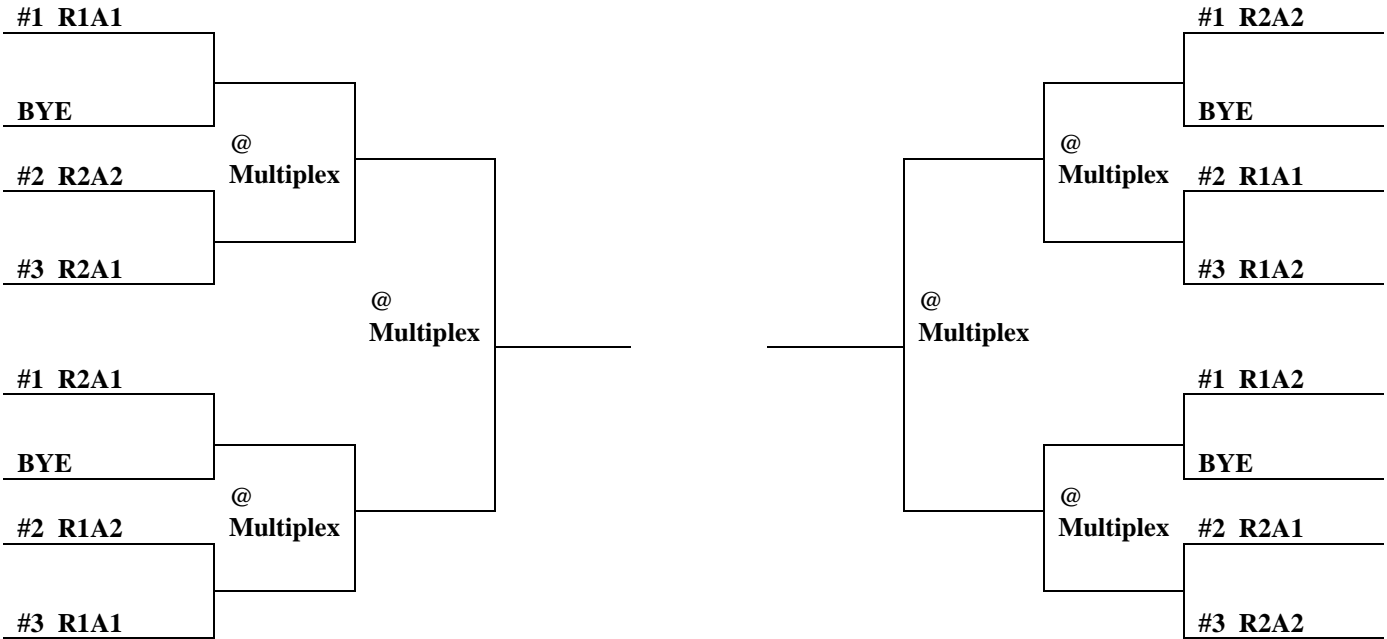 #1 R1A1
BYE
@
Multiplex
#2 R2A2
#3 R2A1
@
Multiplex
#1 R2A1
BYE
@
Multiplex
#2 R1A2
#3 R1A1
#1 R2A2
BYE
@
Multiplex
#2 R1A1
#3 R1A2
@
Multiplex
#1 R1A2
BYE
@
Multiplex
#2 R2A1
#3 R2A2